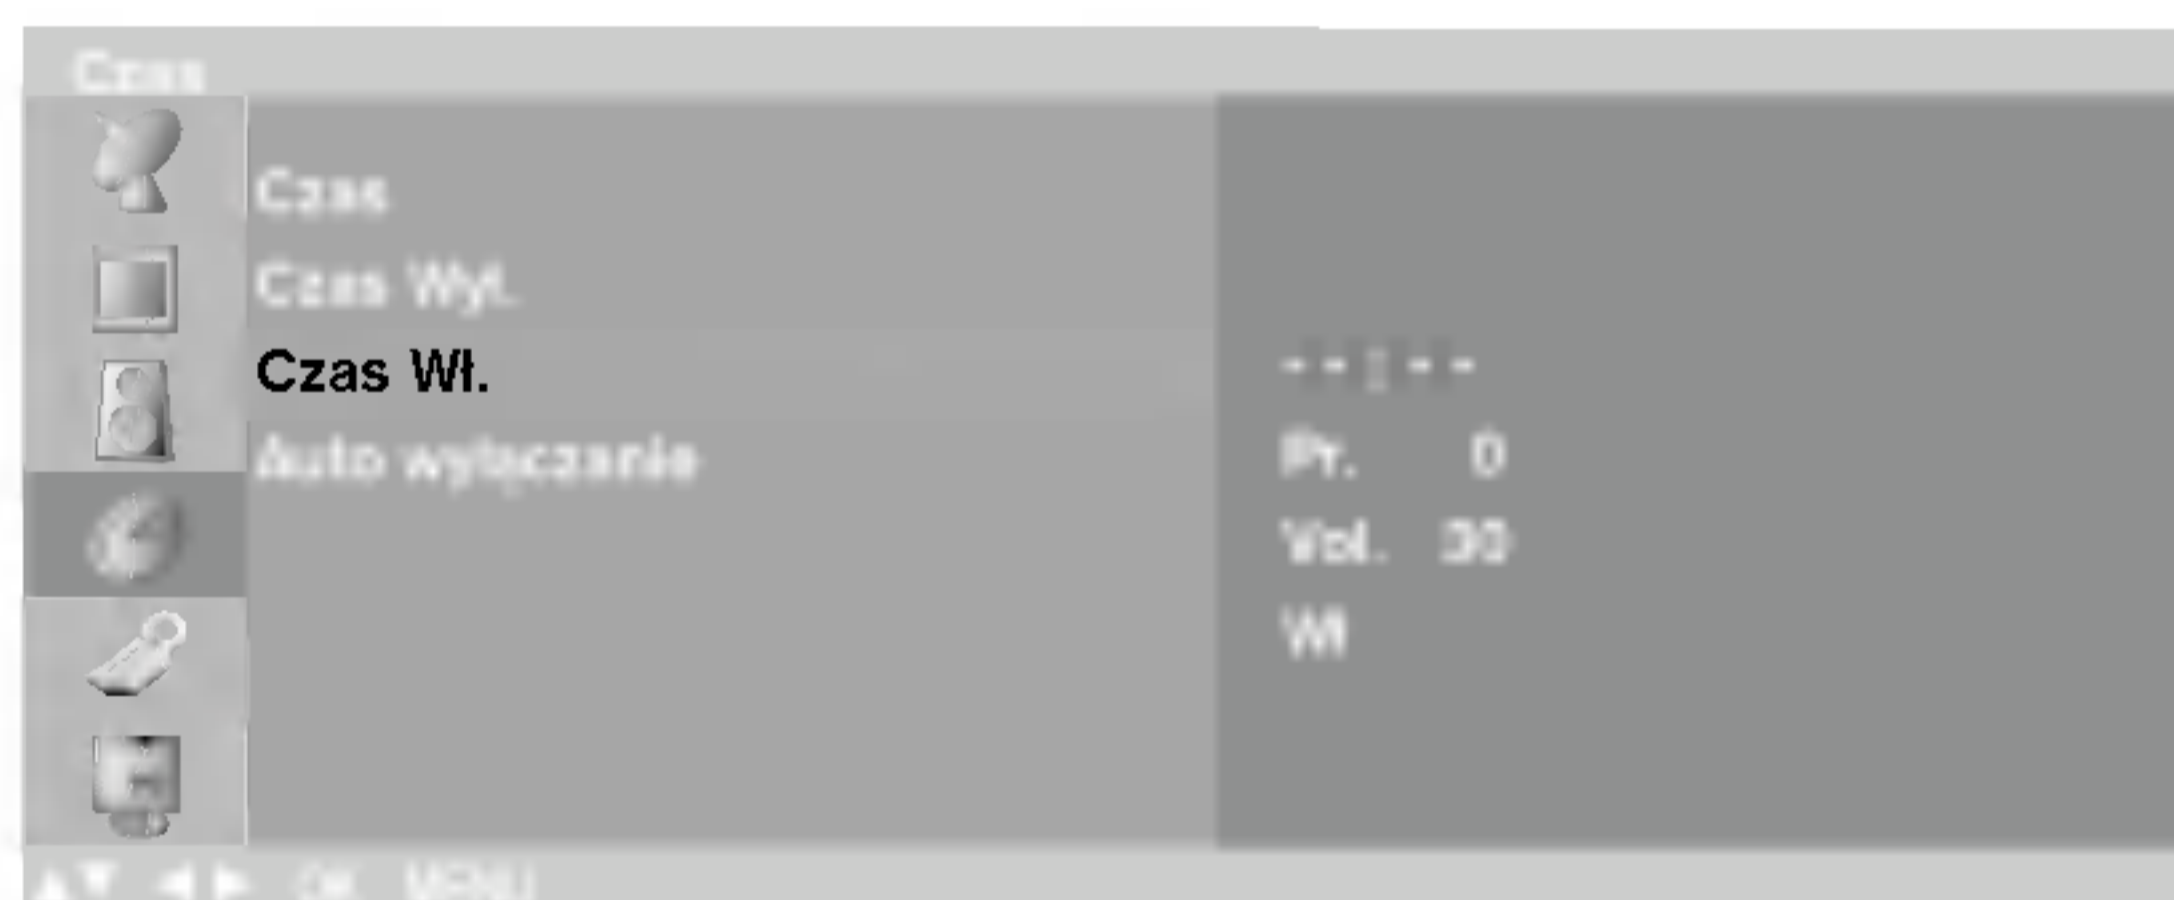 Czas
Czas
Czas Wył.
Czas Wł.
Auto wyłączanie
--:--
Pr. 0
Vol. 30
Wł
▲▼ ◀▶ OK MENU